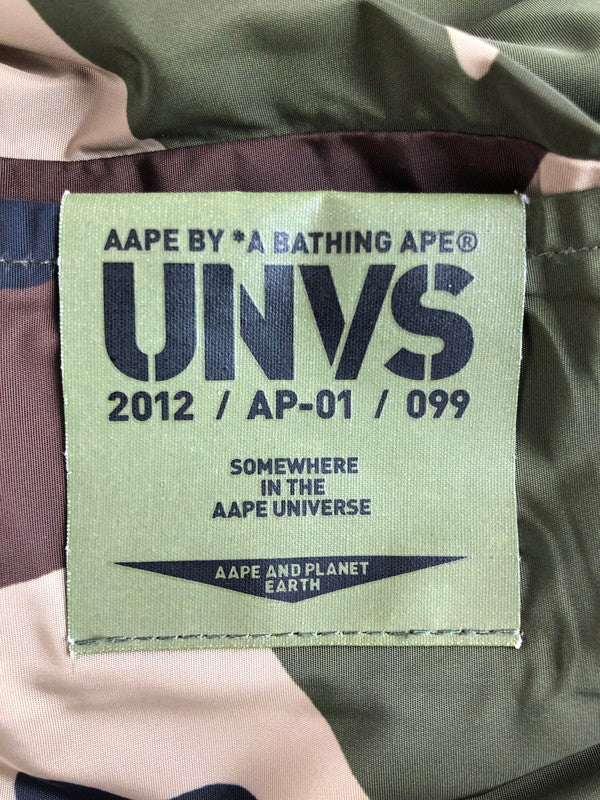 AAPE BY *A BATHING APE®
UNVS
2012 / AP-01 / 099
SOMEWHERE
IN THE
AAPE UNIVERSE
AAPE AND PLANET
EARTH